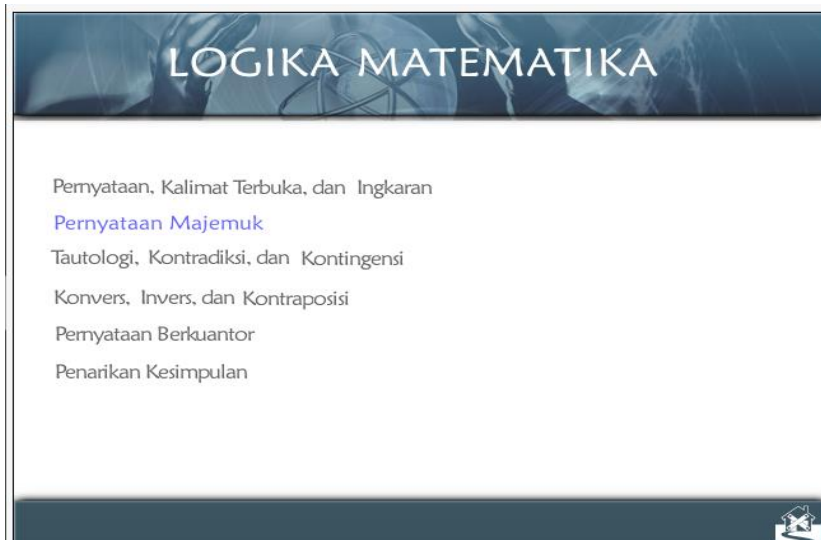 LOGIKA MATEMATIKA
Pernyataan, Kalimat Terbuka, dan Ingkaran
Pernyataan Majemuk
Tautologi, Kontradiksi, dan Kontingensi
Konvers, Invers, dan Kontraposisi
Pernyataan Berkuantor
Penarikan Kesimpulan